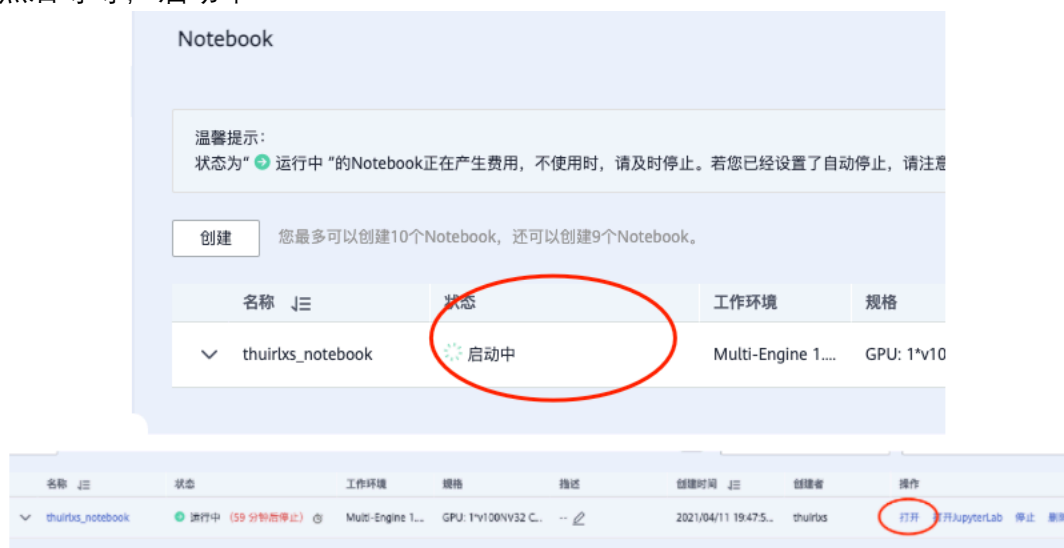 Notebook
温馨提示：
状态为“ 运行中 ”的Notebook正在产生费用，不使用时，请及时停止。若您已经设置了自动停止，请注意
创建 您最多可以创建10个Notebook，还可以创建9个Notebook。
名称 状态 工作环境 规格
thuirlxs_notebook 启动中 Multi-Engine 1.... GPU: 1*v10
名称 状态 工作环境 规格 描述 创建时间 创建者 操作
thuirlxs_notebook 运行中 (59 分钟后停止) Multi-Engine 1.... GPU: 1*v100NV32 C... -- 2021/04/11 19:47:5... thuirlxs 打开 打开JupyterLab 停止